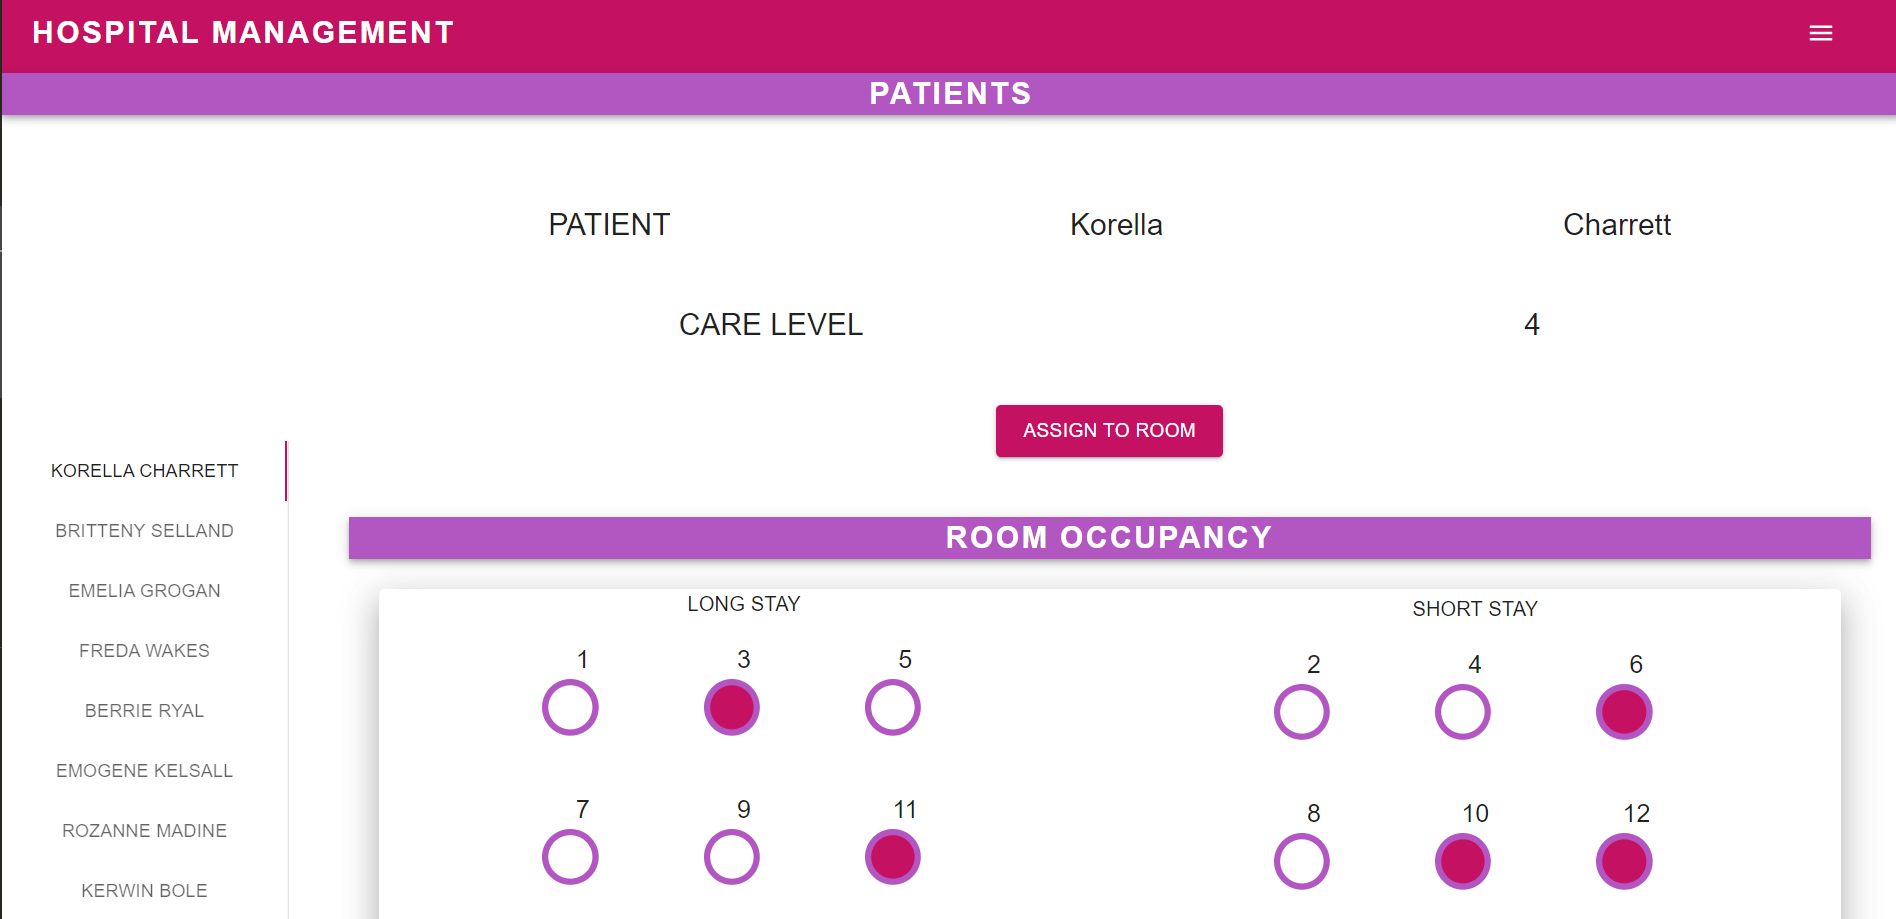 HOSPITAL MANAGEMENT
PATIENTS
PATIENT Korella Charrett
CARE LEVEL 4
ASSIGN TO ROOM
KORELLA CHARRETT
BRITTENY SELLAND
EMELIA GROGAN
FREDA WAKES
BERRIE RYAL
EMOGENE KELSALL
ROZANNE MADINE
KERWIN BOLE
ROOM OCCUPANCY
LONG STAY
1 3 5
7 9 11
SHORT STAY
2 4 6
8 10 12